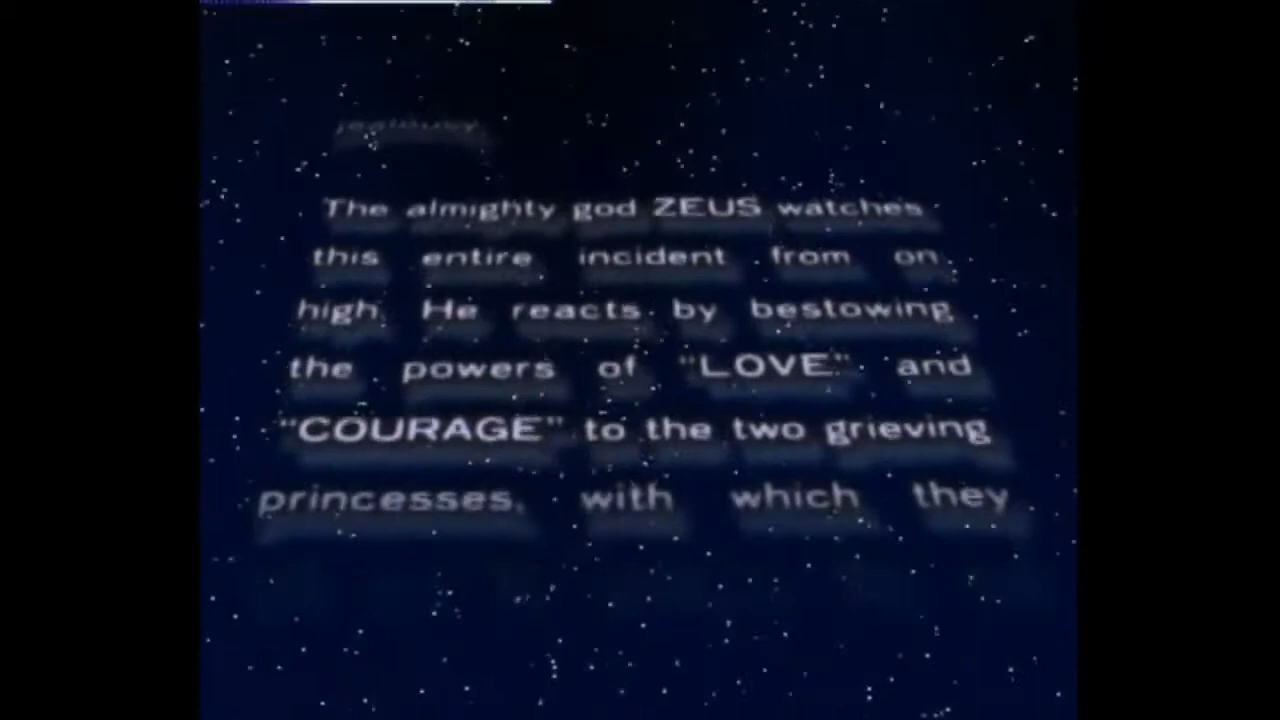 jealousy.
The almighty god ZEUS watches
this entire incident from on
high. He reacts by bestowing
the powers of "LOVE" and
"COURAGE" to the two grieving
princesses, with which they